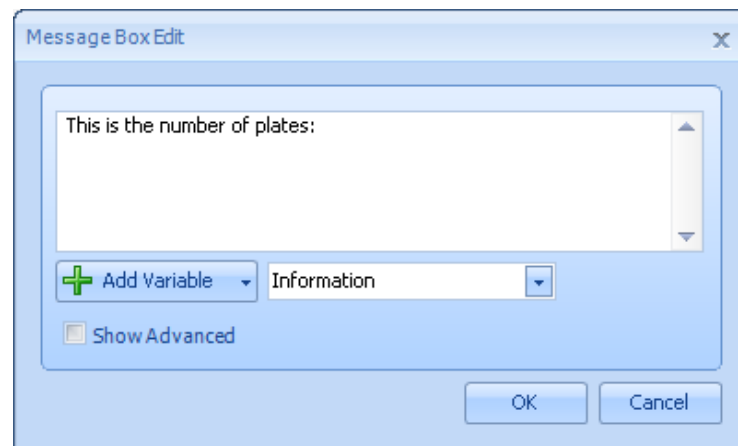 Message Box Edit
This is the number of plates:
Add Variable Information
Show Advanced
OK Cancel